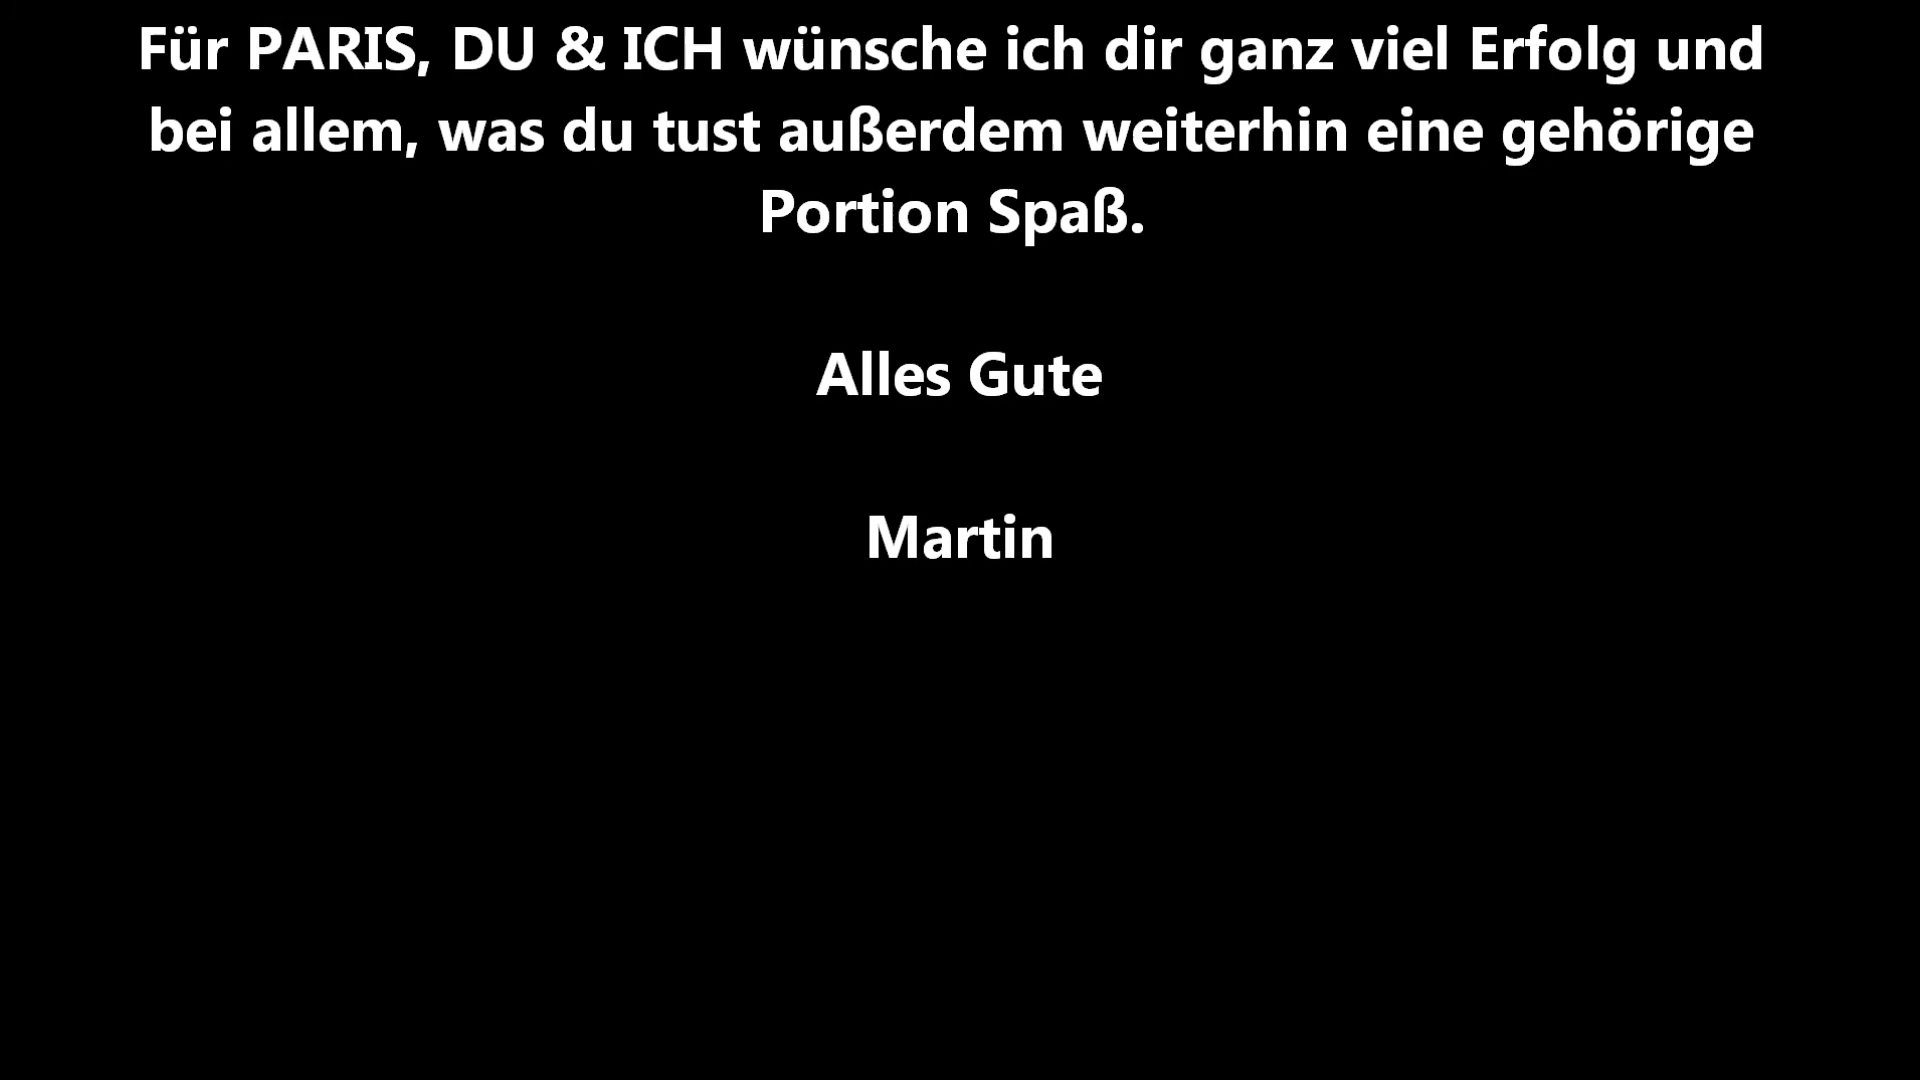 Für PARIS, DU & ICH wünsche ich dir ganz viel Erfolg und
bei allem, was du tust außerdem weiterhin eine gehörige
Portion Spaß.
Alles Gute
Martin